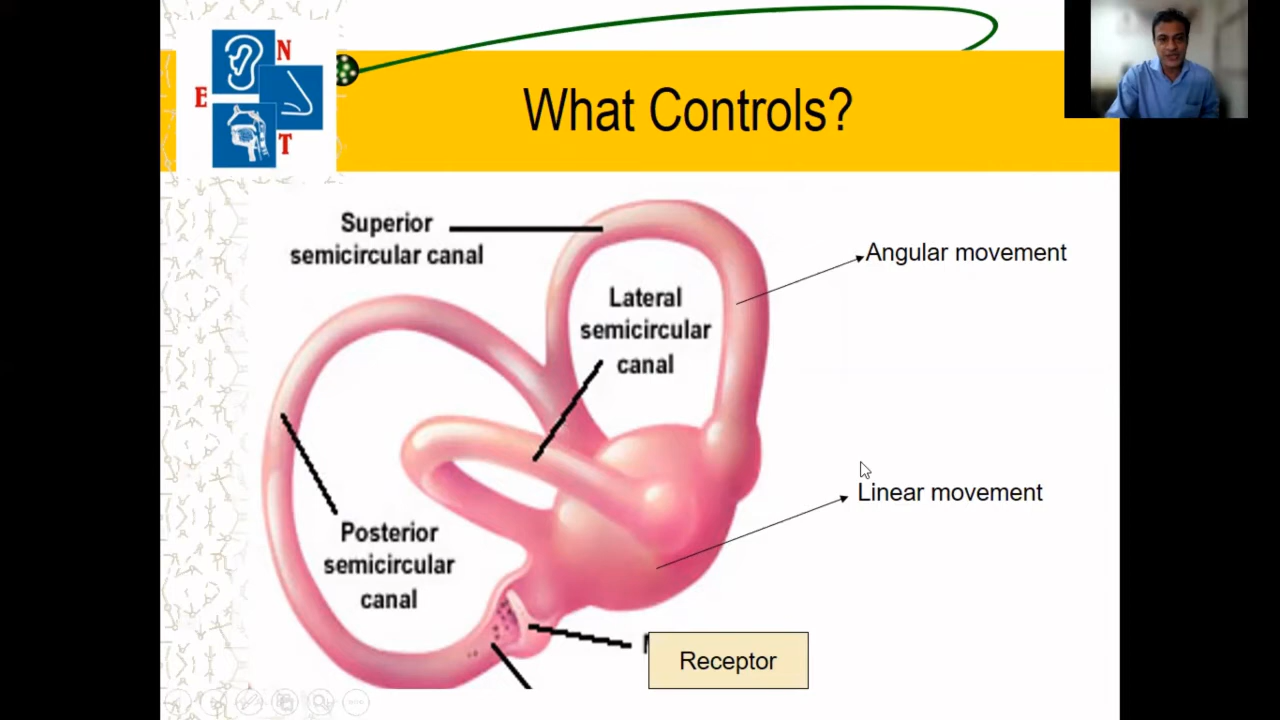 E
N
T
What Controls?
Superior
semicircular canal
Angular movement
Lateral
semicircular
canal
Linear movement
Posterior
semicircular
canal
Receptor